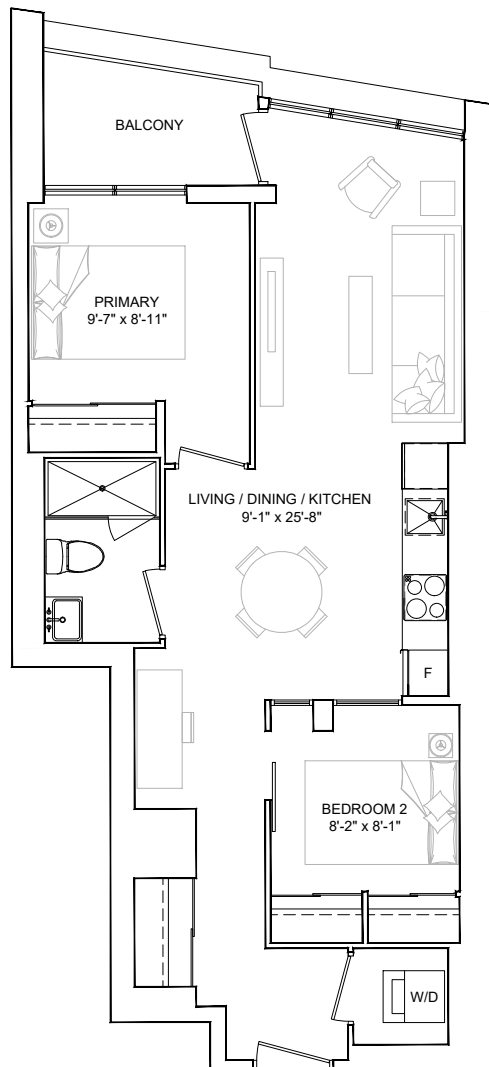 BALCONY
PRIMARY
9'-7" x 8'-11"
LIVING / DINING / KITCHEN
9'-1" x 25'-8"
F
BEDROOM 2
8'-2" x 8'-1"
W/D